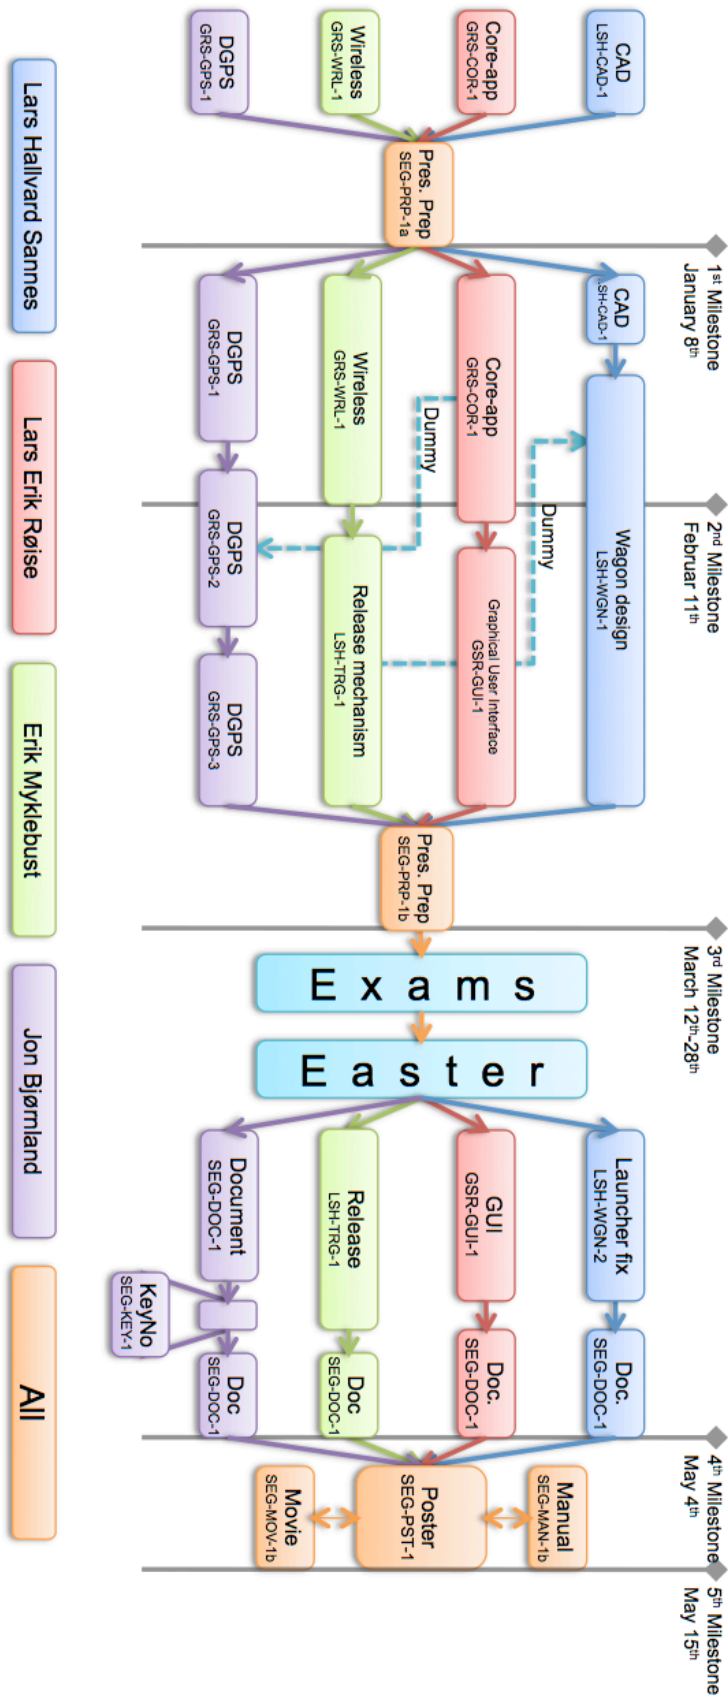 1st Milestone
January 8th
2nd Milestone
Februar 11th
3rd Milestone
March 12th-28th
4th Milestone
May 4th
5th Milestone
May 15th
CAD
LSH-CAD-1
Core-app
GRS-COR-1
Wireless
GRS-WRL-1
DGPS
GRS-GPS-1
Pres. Prep
SEG-PRP-1a
CAD
LSH-CAD-1
Wagon design
LSH-WGN-1
Core-app
GRS-COR-1
Graphical User Interface
GSR-GUI-1
Dummy
Dummy
Wireless
GRS-WRL-1
Release mechanism
LSH-TRG-1
DGPS
GRS-GPS-1
DGPS
GRS-GPS-2
DGPS
GRS-GPS-3
Pres. Prep
SEG-PRP-1b
Exams
Easter
Launcher fix
LSH-WGN-2
Doc.
SEG-DOC-1
GUI
GSR-GUI-1
Doc.
SEG-DOC-1
Release
LSH-TRG-1
Doc
SEG-DOC-1
Document
SEG-DOC-1
KeyNo
SEG-KEY-1
Doc
SEG-DOC-1
Manual
SEG-MAN-1b
Poster
SEG-PST-1
Movie
SEG-MOV-1b
Lars Hallvard Sannes
Lars Erik Røise
Erik Myklebust
Jon Bjørnland
All